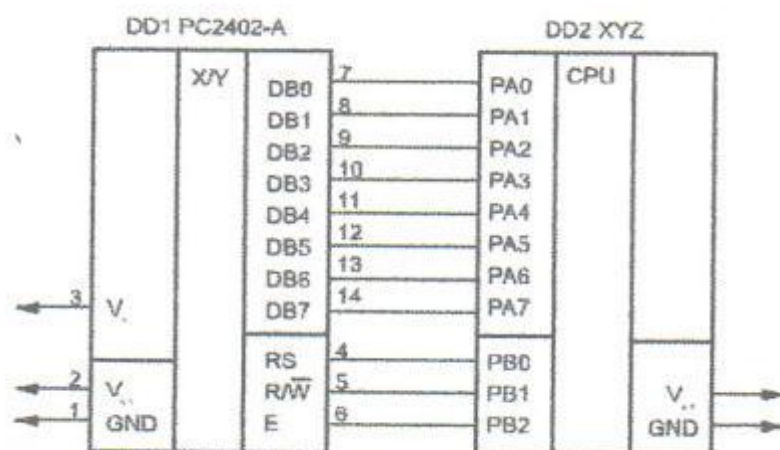 DD1 PC2402-A
DD2 XYZ
X/Y
CPU
DB0 7 PA0
DB1 8 PA1
DB2 9 PA2
DB3 10 PA3
DB4 11 PA4
DB5 12 PA5
DB6 13 PA6
3 V DB7 14 PA7
RS 4 PB0
2 V R/W̅ 5 PB1 V
1 GND E 6 PB2 GND